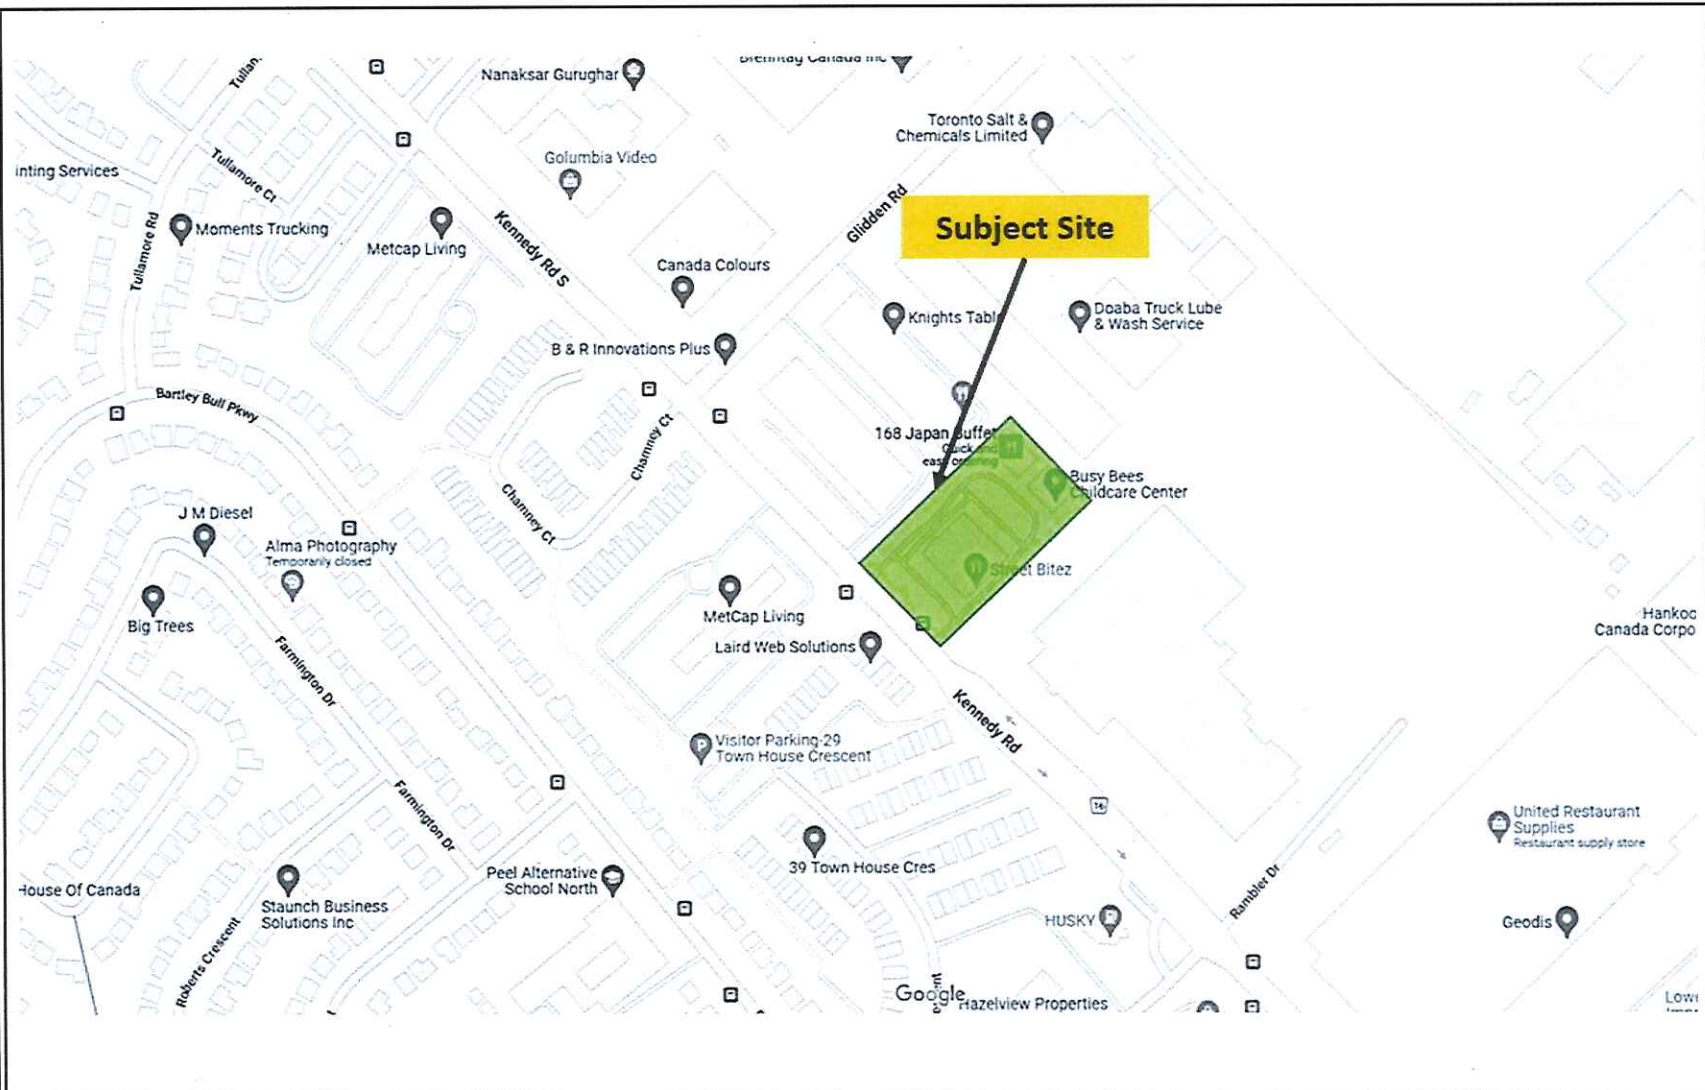 Nanaksar Gurughar
Toronto Salt &
Chemicals Limited
Golumbia Video
Tullamore Ct
inting Services
Glidden Rd
Tullamore Rd
Moments Trucking
Metcap Living
Kennedy Rd S
Subject Site
Canada Colours
Knights Tabl
Doaba Truck Lube
& Wash Service
B & R Innovations Plus
Bartley Bull Pkwy
Chamney Ct
168 Japan Buffet
Quick and
easy ordering
Busy Bees
Childcare Center
Chamney Ct
J M Diesel
Alma Photography
Temporarily closed
Street Bitez
Big Trees
MetCap Living
Hankoo
Canada Corpo
Laird Web Solutions
Farmington Dr
Kennedy Rd
Visitor Parking-29
Town House Crescent
Farmington Dr
United Restaurant
Supplies
Restaurant supply store
39 Town House Cres
Peel Alternative
School North
House Of Canada
Staunch Business
Solutions Inc
Rambler Dr
HUSKY
Geodis
Roberts Crescent
Google
Hazelview Properties